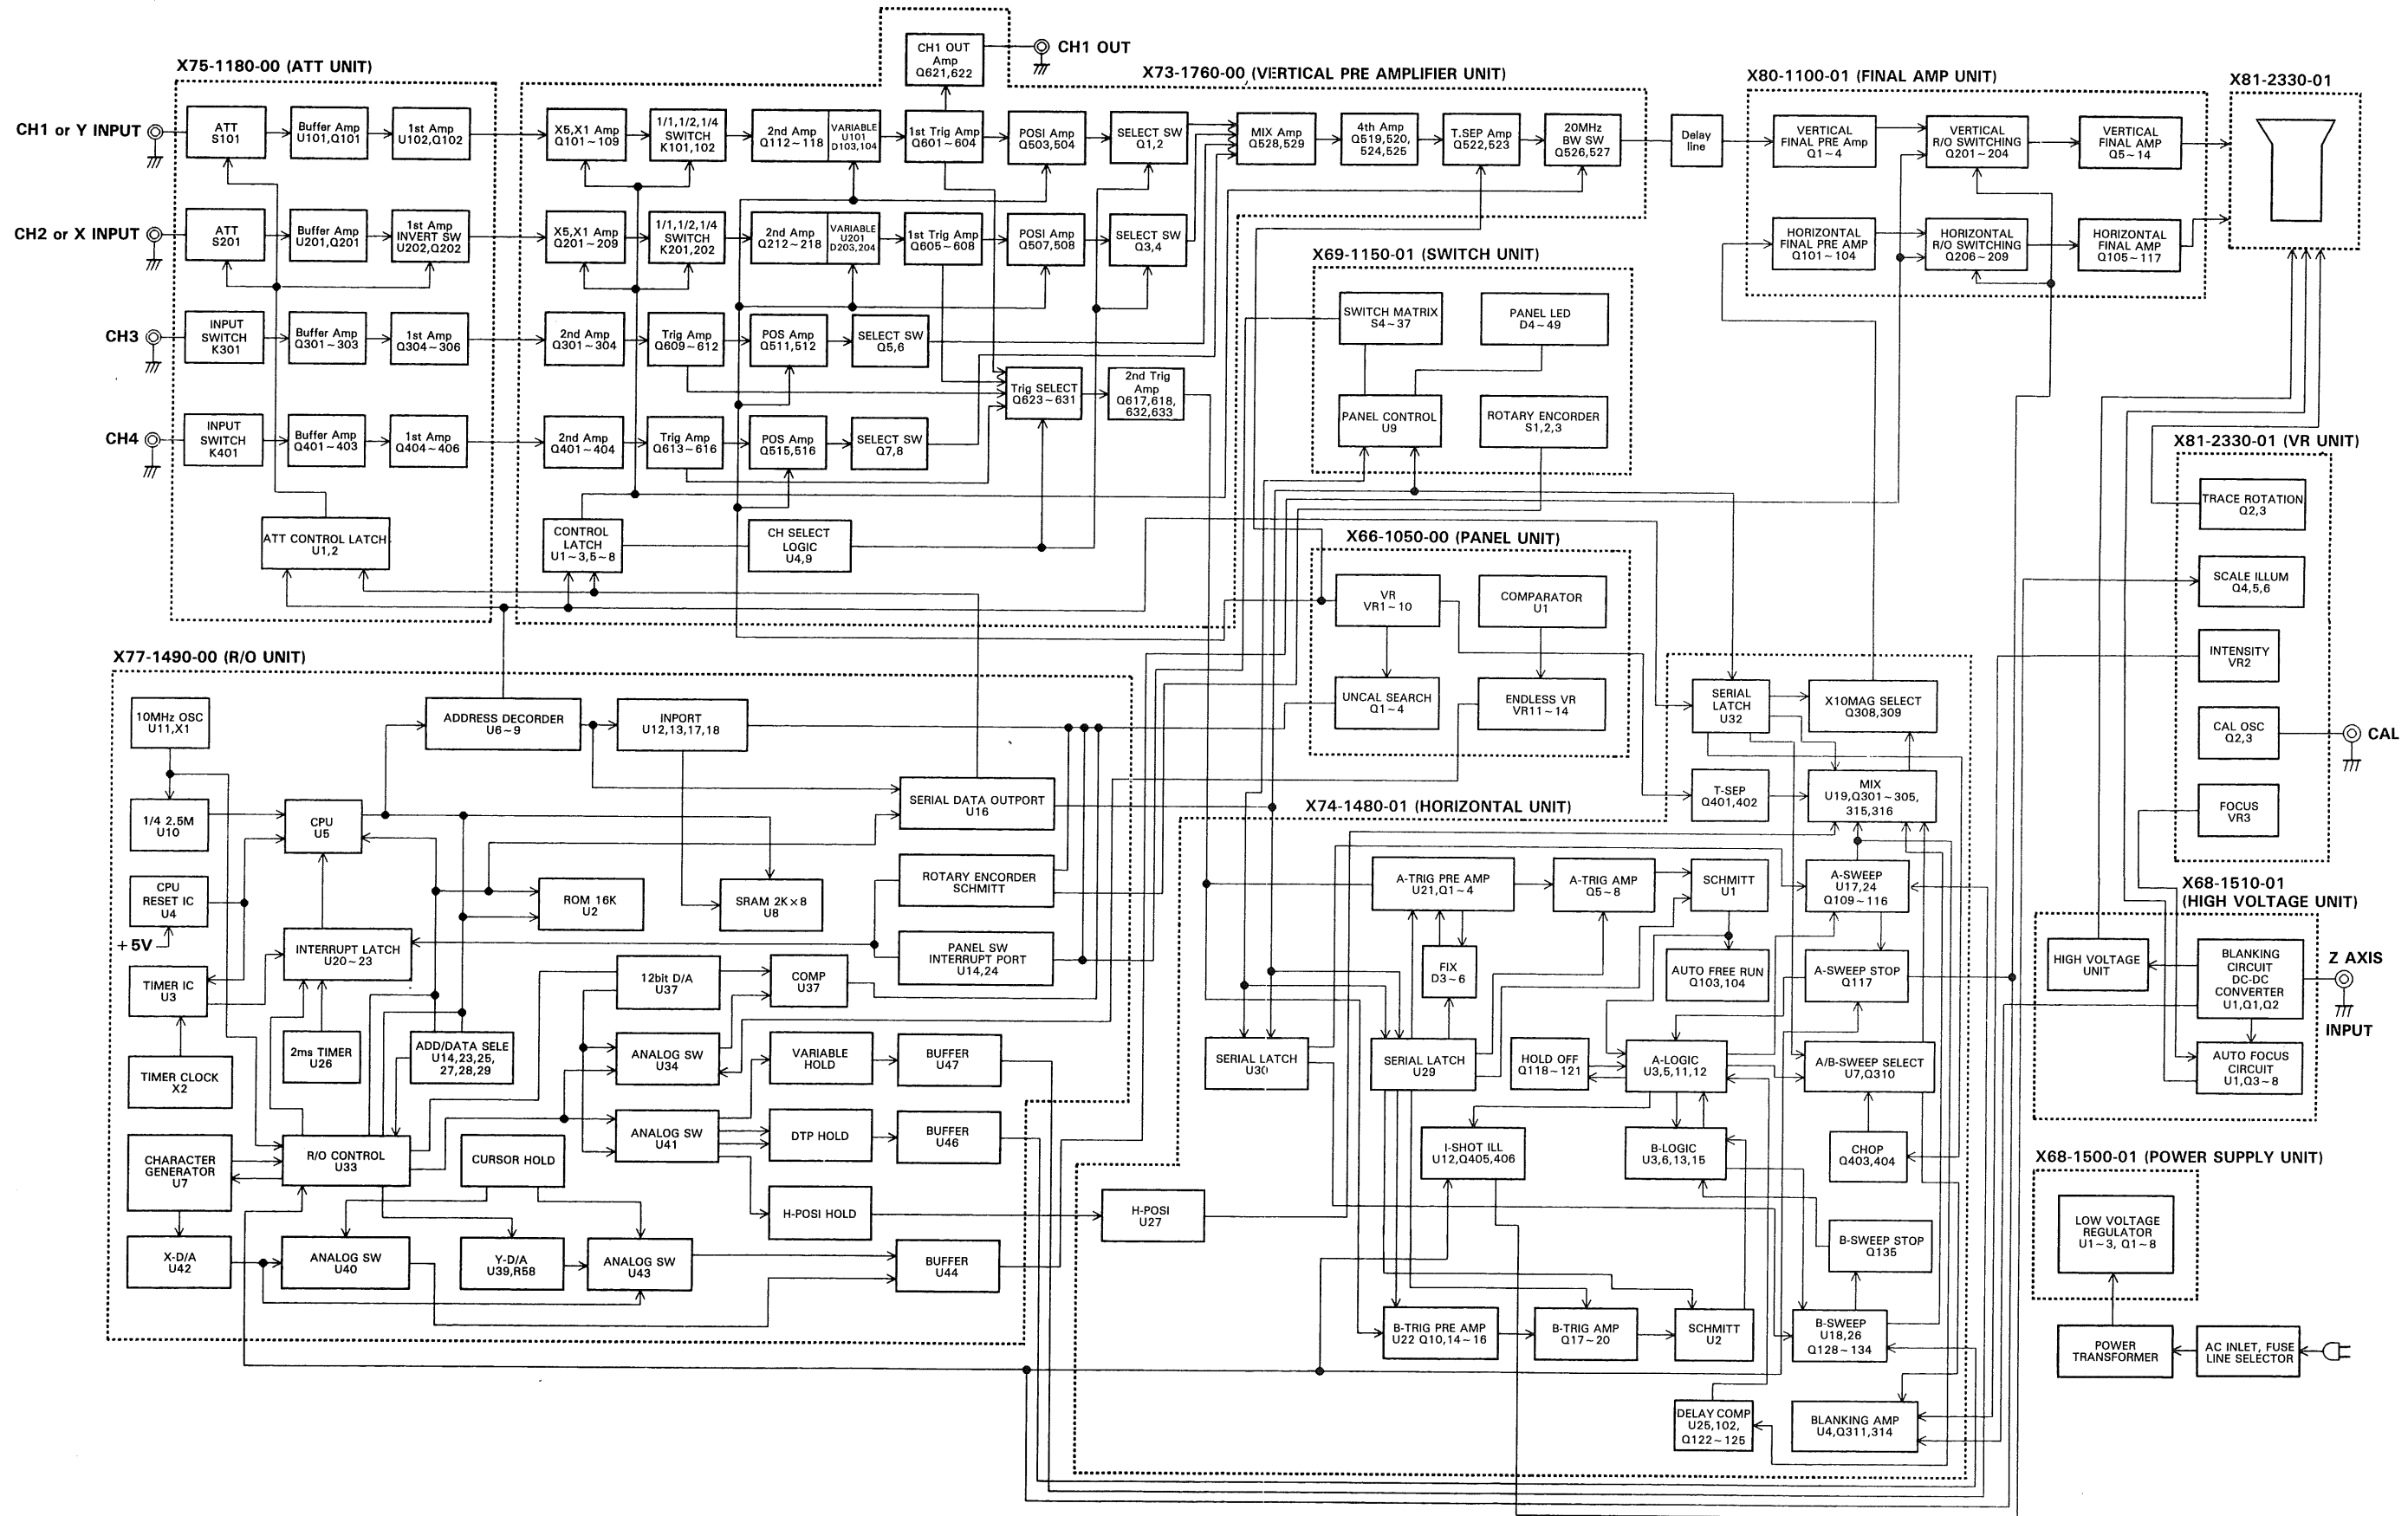 CH1 OUT
Amp
Q621,622
CH1 OUT
X75-1180-00 (ATT UNIT)
X73-1760-00 (VERTICAL PRE AMPLIFIER UNIT)
X80-1100-01 (FINAL AMP UNIT)
X81-2330-01
CH1 or Y INPUT
ATT
S101
Buffer Amp
U101,Q101
1st Amp
U102,Q102
X5,X1 Amp
Q101~109
1/1,1/2,1/4
SWITCH
K101,102
2nd Amp
Q112~118
VARIABLE
U101
D103,104
1st Trig Amp
Q601~604
POSI Amp
Q503,504
SELECT SW
Q1,2
MIX Amp
Q528,529
4th Amp
Q519,520,
524,525
T.SEP Amp
Q522,523
20MHz
BW SW
Q526,527
Delay
line
VERTICAL
FINAL PRE Amp
Q1~4
VERTICAL
R/O SWITCHING
Q201~204
VERTICAL
FINAL AMP
Q5~14
CH2 or X INPUT
ATT
S201
Buffer Amp
U201,Q201
1st Amp
INVERT SW
U202,Q202
X5,X1 Amp
Q201~209
1/1,1/2,1/4
SWITCH
K201,202
2nd Amp
Q212~218
VARIABLE
U201
D203,204
1st Trig Amp
Q605~608
POSI Amp
Q507,508
SELECT SW
Q3,4
HORIZONTAL
FINAL PRE AMP
Q101~104
HORIZONTAL
R/O SWITCHING
Q206~209
HORIZONTAL
FINAL AMP
Q105~117
CH3
INPUT
SWITCH
K301
Buffer Amp
Q301~303
1st Amp
Q304~306
2nd Amp
Q301~304
Trig Amp
Q609~612
POS Amp
Q511,512
SELECT SW
Q5,6
Trig SELECT
Q623~631
2nd Trig
Amp
Q617,618,
632,633
CH4
INPUT
SWITCH
K401
Buffer Amp
Q401~403
1st Amp
Q404~406
2nd Amp
Q401~404
Trig Amp
Q613~616
POS Amp
Q515,516
SELECT SW
Q7,8
ATT CONTROL LATCH
U1,2
CONTROL
LATCH
U1~3,5~8
CH SELECT
LOGIC
U4,9
X69-1150-01 (SWITCH UNIT)
SWITCH MATRIX
S4~37
PANEL LED
D4~49
PANEL CONTROL
U9
ROTARY ENCORDER
S1,2,3
X66-1050-00 (PANEL UNIT)
VR
VR1~10
COMPARATOR
U1
UNCAL SEARCH
Q1~4
ENDLESS VR
VR11~14
X81-2330-01 (VR UNIT)
TRACE ROTATION
Q2,3
SCALE ILLUM
Q4,5,6
INTENSITY
VR2
CAL OSC
Q2,3
CAL
FOCUS
VR3
X77-1490-00 (R/O UNIT)
10MHz OSC
U11,X1
ADDRESS DECORDER
U6~9
INPORT
U12,13,17,18
1/4 2.5M
U10
CPU
U5
SERIAL DATA OUTPORT
U16
CPU
RESET IC
U4
+5V
ROM 16K
U2
SRAM 2K×8
U8
ROTARY ENCORDER
SCHMITT
INTERRUPT LATCH
U20~23
PANEL SW
INTERRUPT PORT
U14,24
TIMER IC
U3
12bit D/A
U37
COMP
U37
2ms TIMER
U26
ADD/DATA SELE
U14,23,25,
27,28,29
ANALOG SW
U34
VARIABLE
HOLD
BUFFER
U47
TIMER CLOCK
X2
ANALOG SW
U41
DTP HOLD
BUFFER
U46
CHARACTER
GENERATOR
U7
R/O CONTROL
U33
CURSOR HOLD
H-POSI HOLD
X-D/A
U42
ANALOG SW
U40
Y-D/A
U39,R58
ANALOG SW
U43
BUFFER
U44
X74-1480-01 (HORIZONTAL UNIT)
SERIAL
LATCH
U32
X10MAG SELECT
Q308,309
T-SEP
Q401,402
MIX
U19,Q301~305,
315,316
A-TRIG PRE AMP
U21,Q1~4
A-TRIG AMP
Q5~8
SCHMITT
U1
A-SWEEP
U17,24
Q109~116
FIX
D3~6
AUTO FREE RUN
Q103,104
A-SWEEP STOP
Q117
SERIAL LATCH
U30
SERIAL LATCH
U29
HOLD OFF
Q118~121
A-LOGIC
U3,5,11,12
A/B-SWEEP SELECT
U7,Q310
I-SHOT ILL
U12,Q405,406
B-LOGIC
U3,6,13,15
CHOP
Q403,404
H-POSI
U27
B-SWEEP STOP
Q135
B-TRIG PRE AMP
U22 Q10,14~16
B-TRIG AMP
Q17~20
SCHMITT
U2
B-SWEEP
U18,26
Q128~134
DELAY COMP
U25,102,
Q122~125
BLANKING AMP
U4,Q311,314
X68-1510-01
(HIGH VOLTAGE UNIT)
HIGH VOLTAGE
UNIT
BLANKING
CIRCUIT
DC-DC
CONVERTER
U1,Q1,Q2
Z AXIS
INPUT
AUTO FOCUS
CIRCUIT
U1,Q3~8
X68-1500-01 (POWER SUPPLY UNIT)
LOW VOLTAGE
REGULATOR
U1~3, Q1~8
POWER
TRANSFORMER
AC INLET, FUSE
LINE SELECTOR